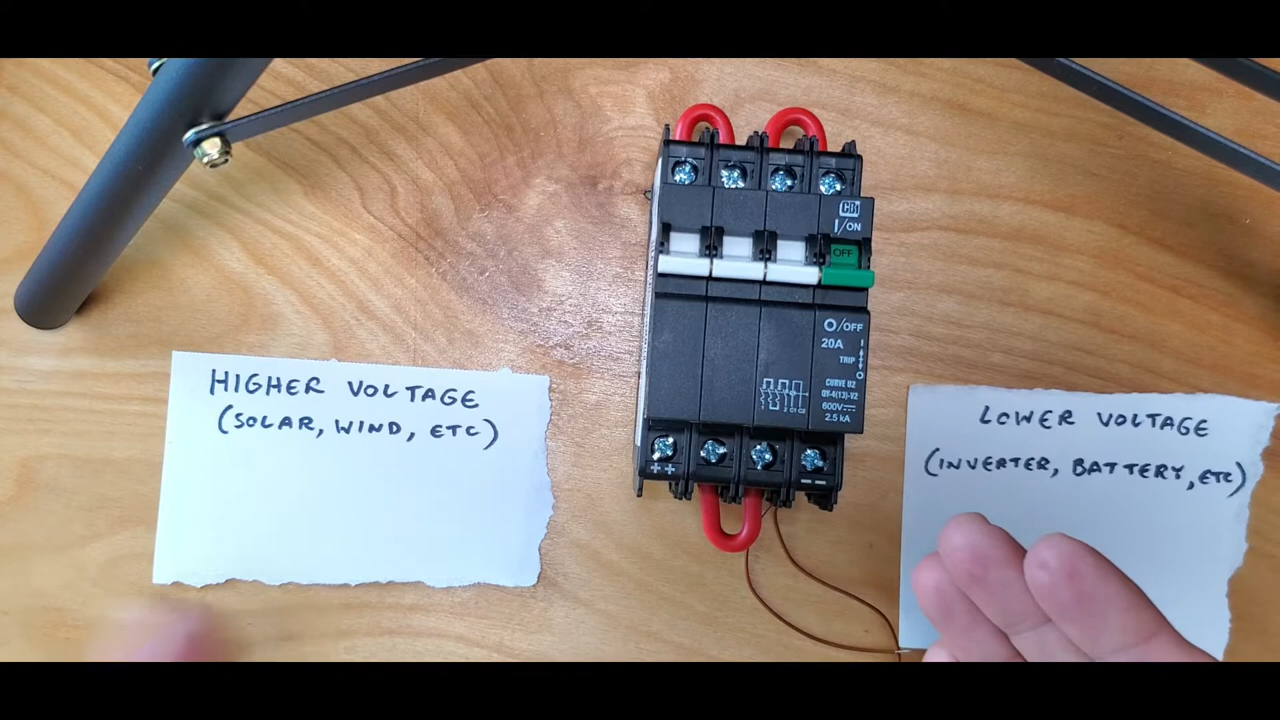 HIGHER VOLTAGE
(SOLAR, WIND, ETC)
CBI
I/ON
OFF
O/OFF
20A
I
TRIP
O
CURVE U2
QY-4(13)-V2
600V
2.5 kA
++
– –
LOWER VOLTAGE
(INVERTER, BATTERY, ETC)